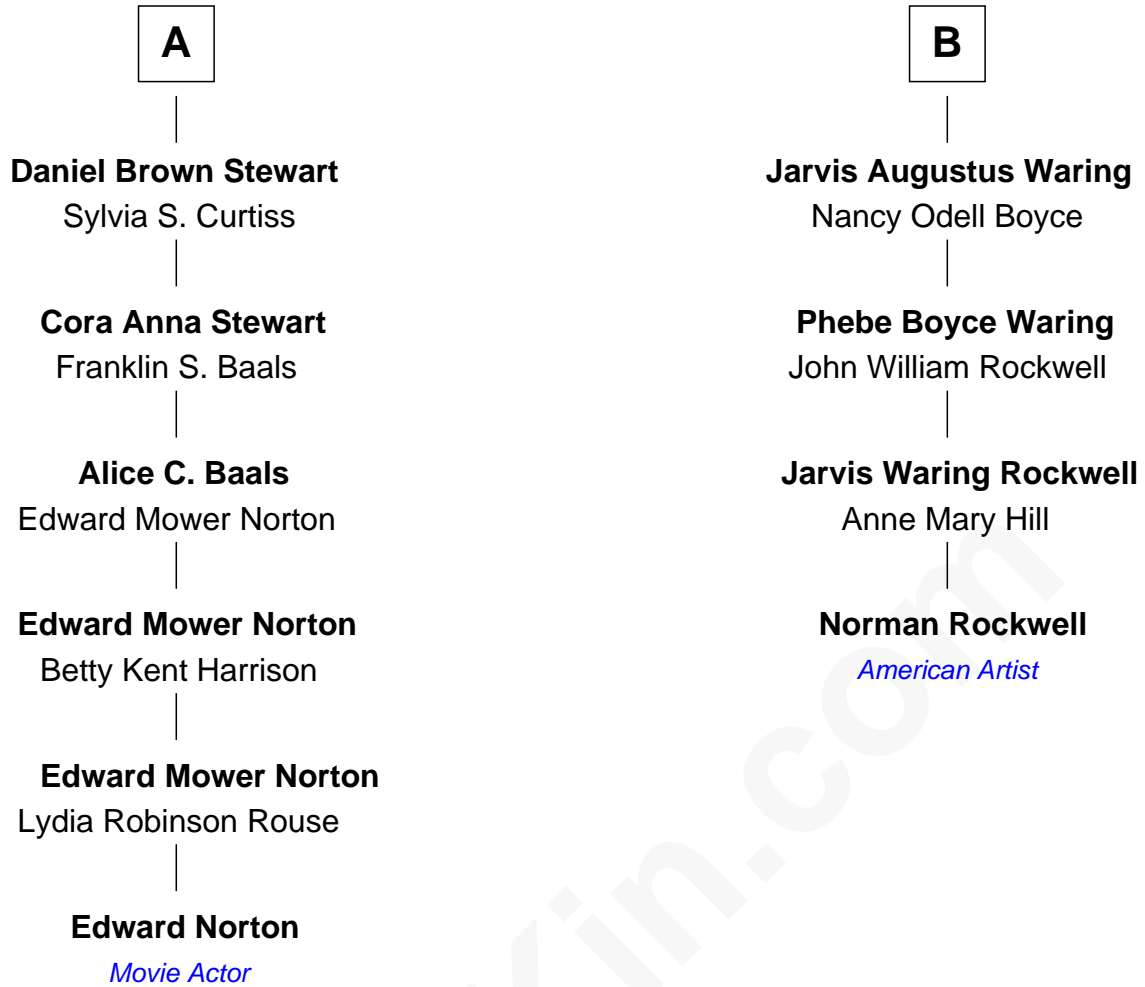 A
Daniel Brown Stewart
Sylvia S. Curtiss
Cora Anna Stewart
Franklin S. Baals
Alice C. Baals
Edward Mower Norton
Edward Mower Norton
Betty Kent Harrison
Edward Mower Norton
Lydia Robinson Rouse
Edward Norton
Movie Actor
B
Jarvis Augustus Waring
Nancy Odell Boyce
Phebe Boyce Waring
John William Rockwell
Jarvis Waring Rockwell
Anne Mary Hill
Norman Rockwell
American Artist
Kin.com